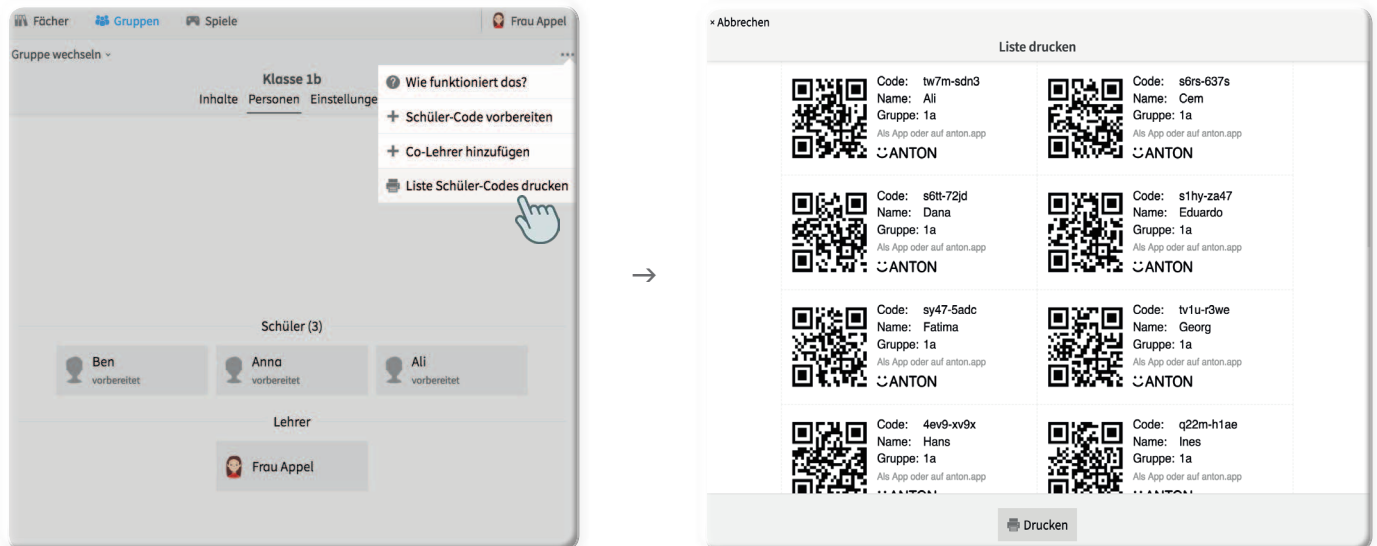 Fächer Gruppen Spiele Frau Appel
Gruppe wechseln
Klasse 1b
Inhalte Personen Einstellunge
Wie funktioniert das?
+ Schüler-Code vorbereiten
+ Co-Lehrer hinzufügen
Liste Schüler-Codes drucken
Schüler (3)
Ben
vorbereitet
Anna
vorbereitet
Ali
vorbereitet
Lehrer
Frau Appel
→
× Abbrechen
Liste drucken
Code: tw7m-sdn3
Name: Ali
Gruppe: 1a
Als App oder auf anton.app
ANTON
Code: s6rs-637s
Name: Cem
Gruppe: 1a
Als App oder auf anton.app
ANTON
Code: s6tt-72jd
Name: Dana
Gruppe: 1a
Als App oder auf anton.app
ANTON
Code: s1hy-za47
Name: Eduardo
Gruppe: 1a
Als App oder auf anton.app
ANTON
Code: sy47-5adc
Name: Fatima
Gruppe: 1a
Als App oder auf anton.app
ANTON
Code: tv1u-r3we
Name: Georg
Gruppe: 1a
Als App oder auf anton.app
ANTON
Code: 4ev9-xv9x
Name: Hans
Gruppe: 1a
Als App oder auf anton.app
ANTON
Code: q22m-h1ae
Name: Ines
Gruppe: 1a
Als App oder auf anton.app
ANTON
Drucken